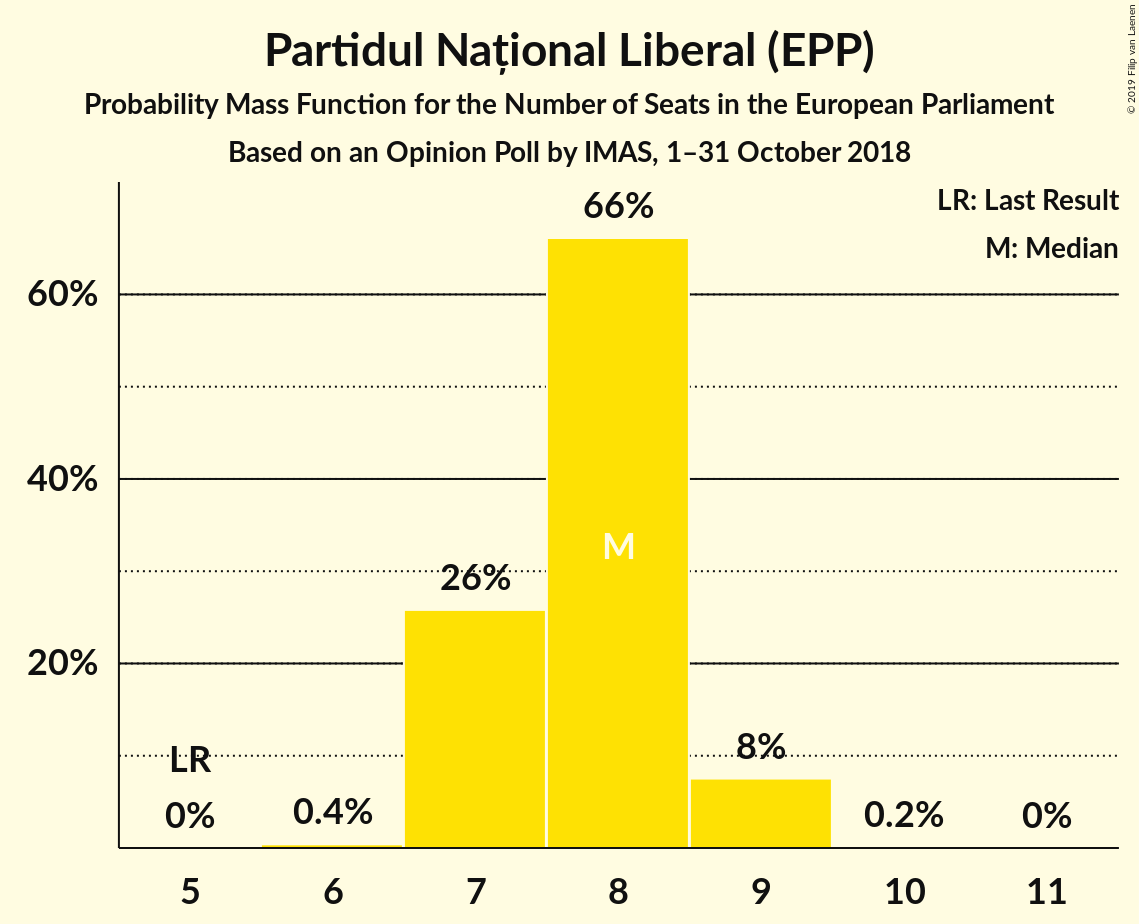 Partidul Național Liberal (EPP)
Probability Mass Function for the Number of Seats in the European Parliament
Based on an Opinion Poll by IMAS, 1–31 October 2018
© 2019 Filip van Laenen
LR: Last Result
M: Median
66%
60%
40%
20%
M
26%
8%
LR
0%
0.4%
0.2%
0%
5 6 7 8 9 10 11